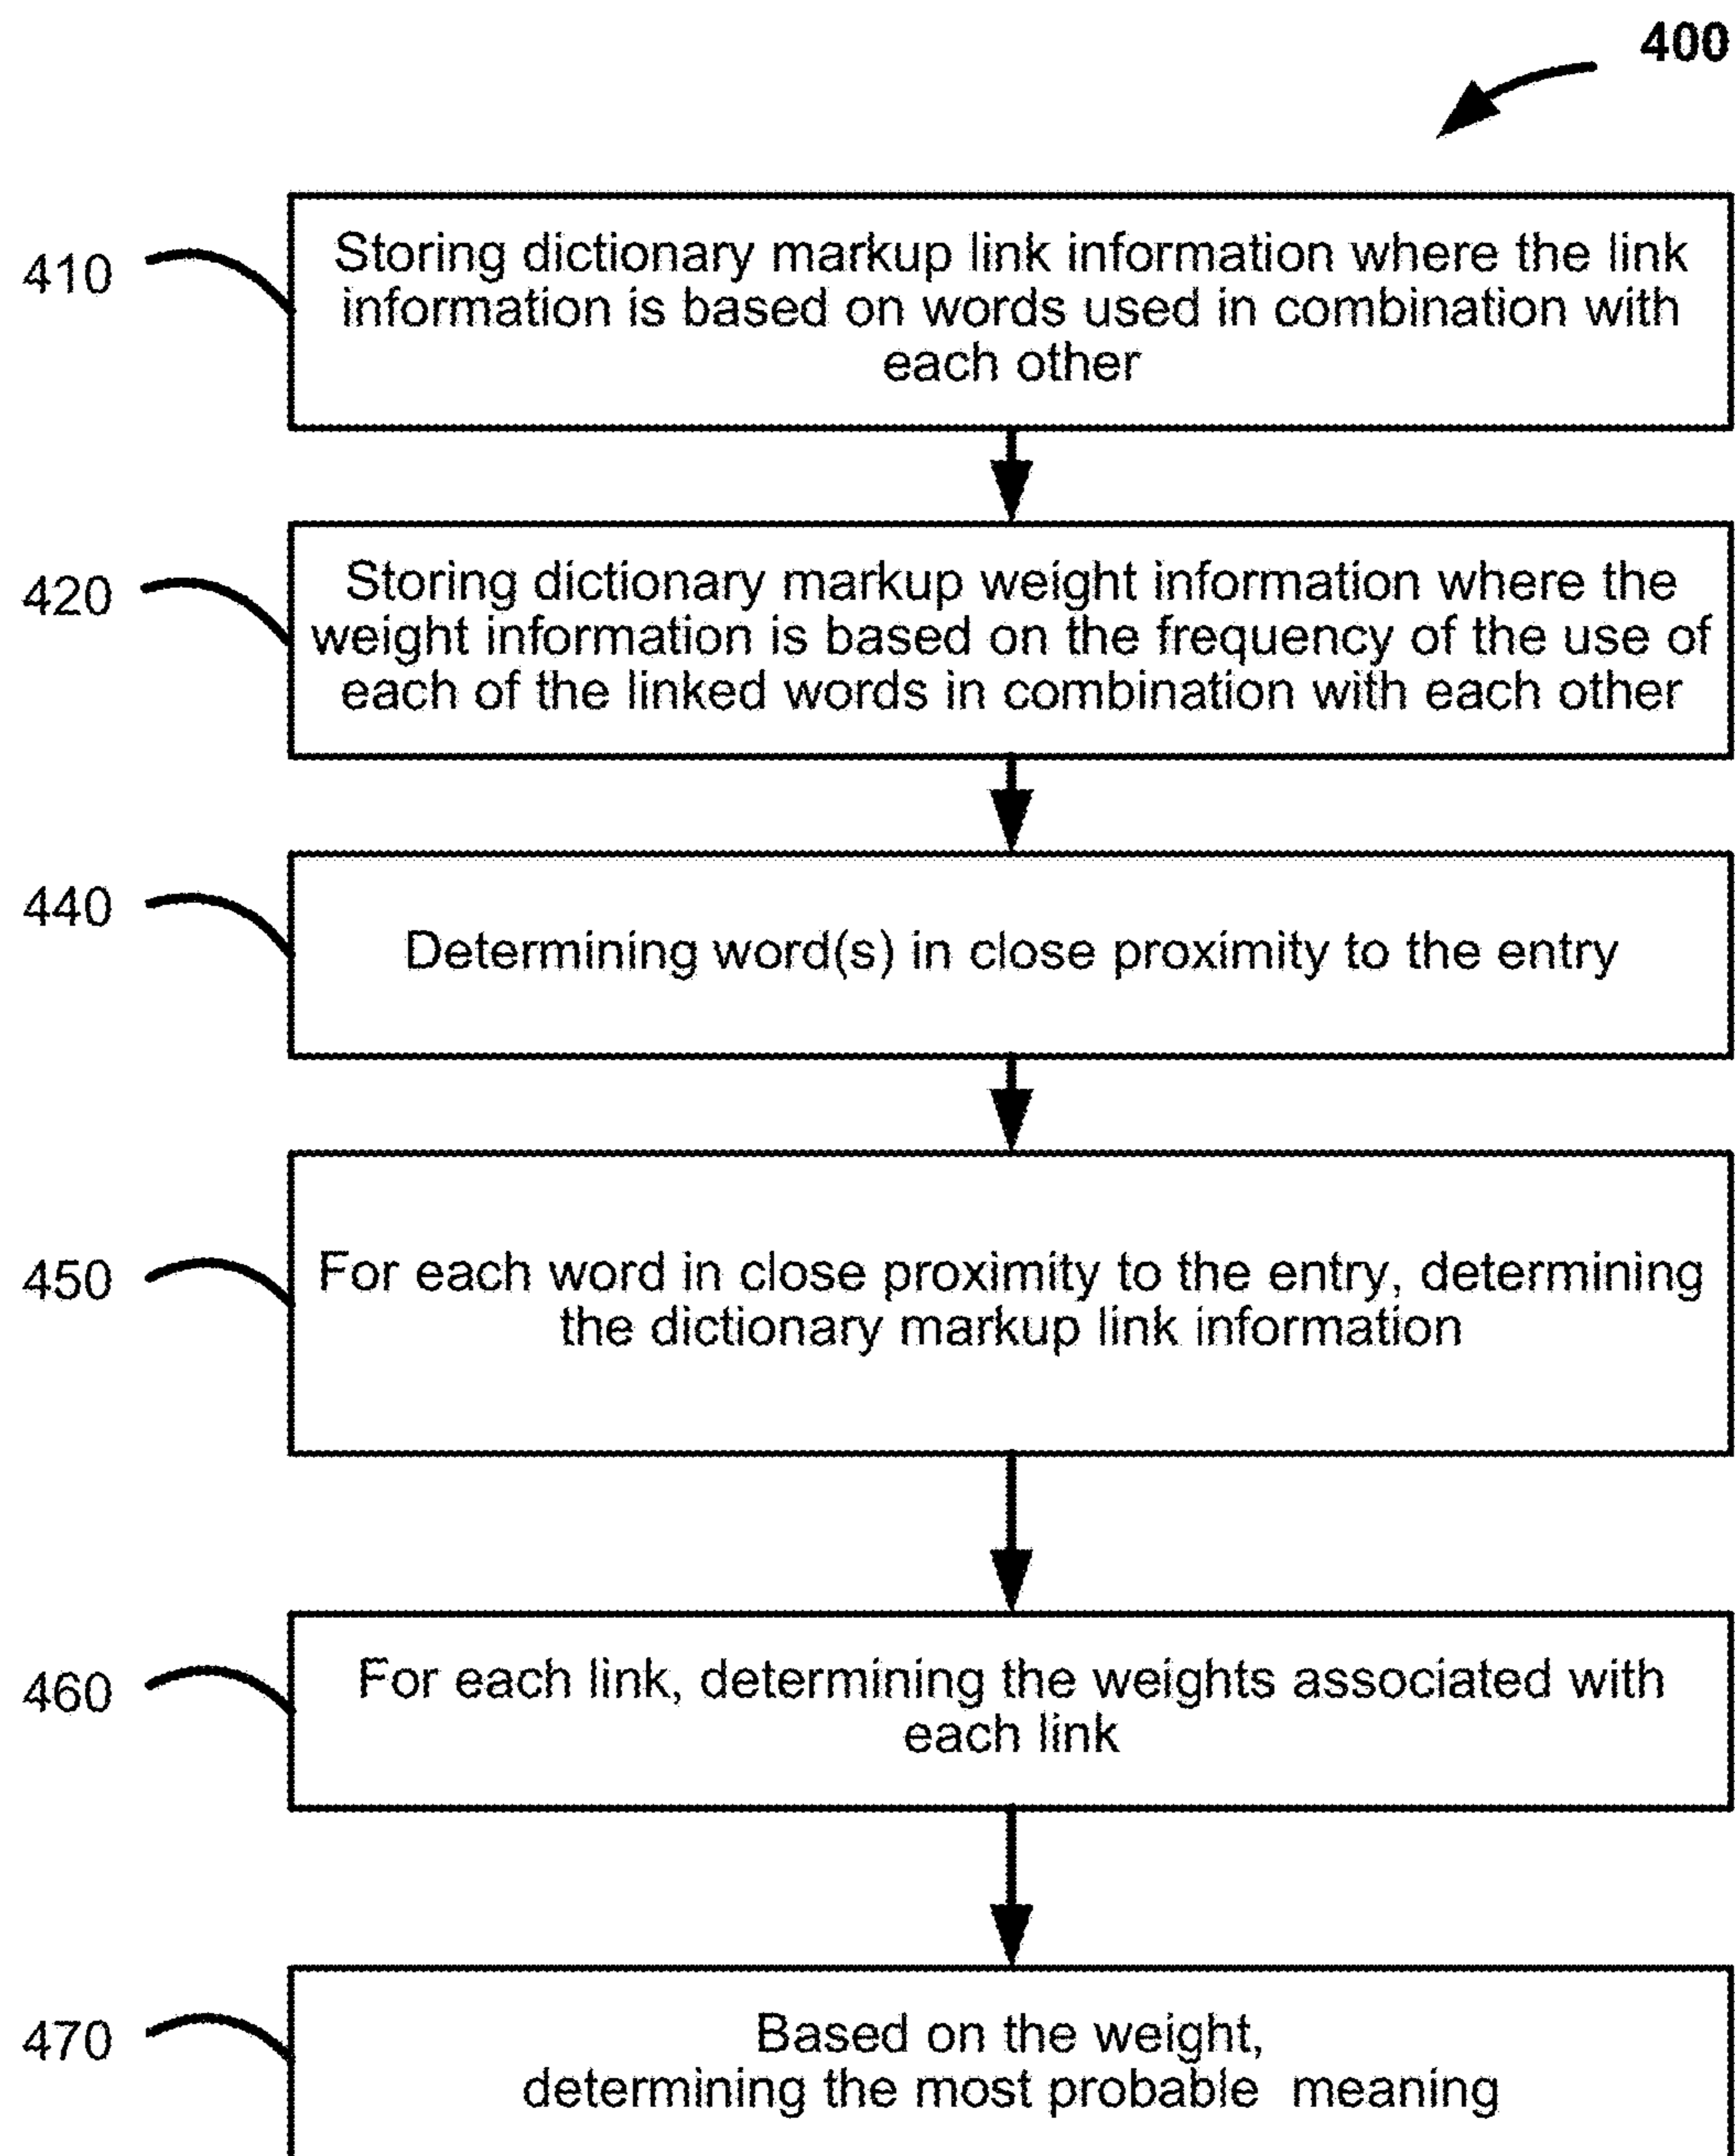 400
410
Storing dictionary markup link information where the link
information is based on words used in combination with
each other
420
Storing dictionary markup weight information where the
weight information is based on the frequency of the use of
each of the linked words in combination with each other
440
Determining word(s) in close proximity to the entry
450
For each word in close proximity to the entry, determining
the dictionary markup link information
460
For each link, determining the weights associated with
each link
470
Based on the weight,
determining the most probable meaning